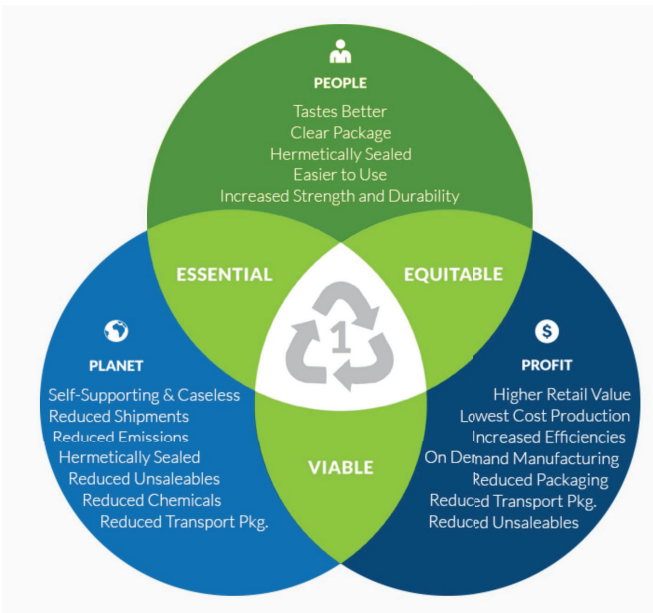 PEOPLE
Tastes Better
Clear Package
Hermetically Sealed
Easier to Use
Increased Strength and Durability
ESSENTIAL
EQUITABLE
1
$
PLANET
Self-Supporting & Caseless
Reduced Shipments
Reduced Emissions
Hermetically Sealed
Reduced Unsaleables
Reduced Chemicals
Reduced Transport Pkg.
PROFIT
Higher Retail Value
Lowest Cost Production
Increased Efficiencies
On Demand Manufacturing
Reduced Packaging
Reduced Transport Pkg.
Reduced Unsaleables
VIABLE